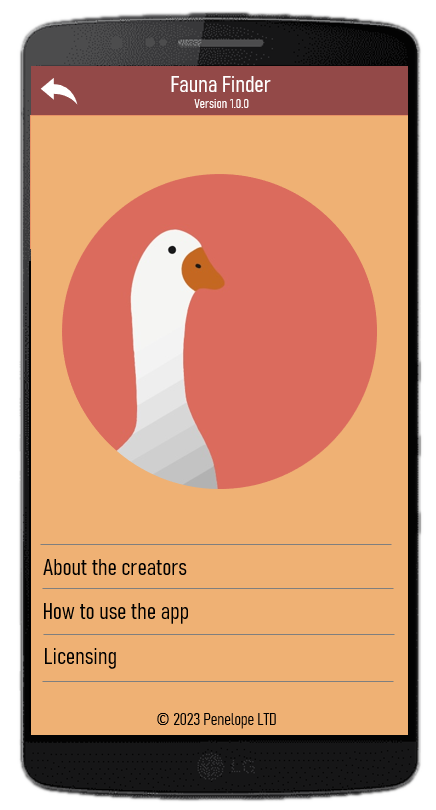 Fauna Finder
Version 1.0.0
About the creators
How to use the app
Licensing
© 2023 Penelope LTD
LG